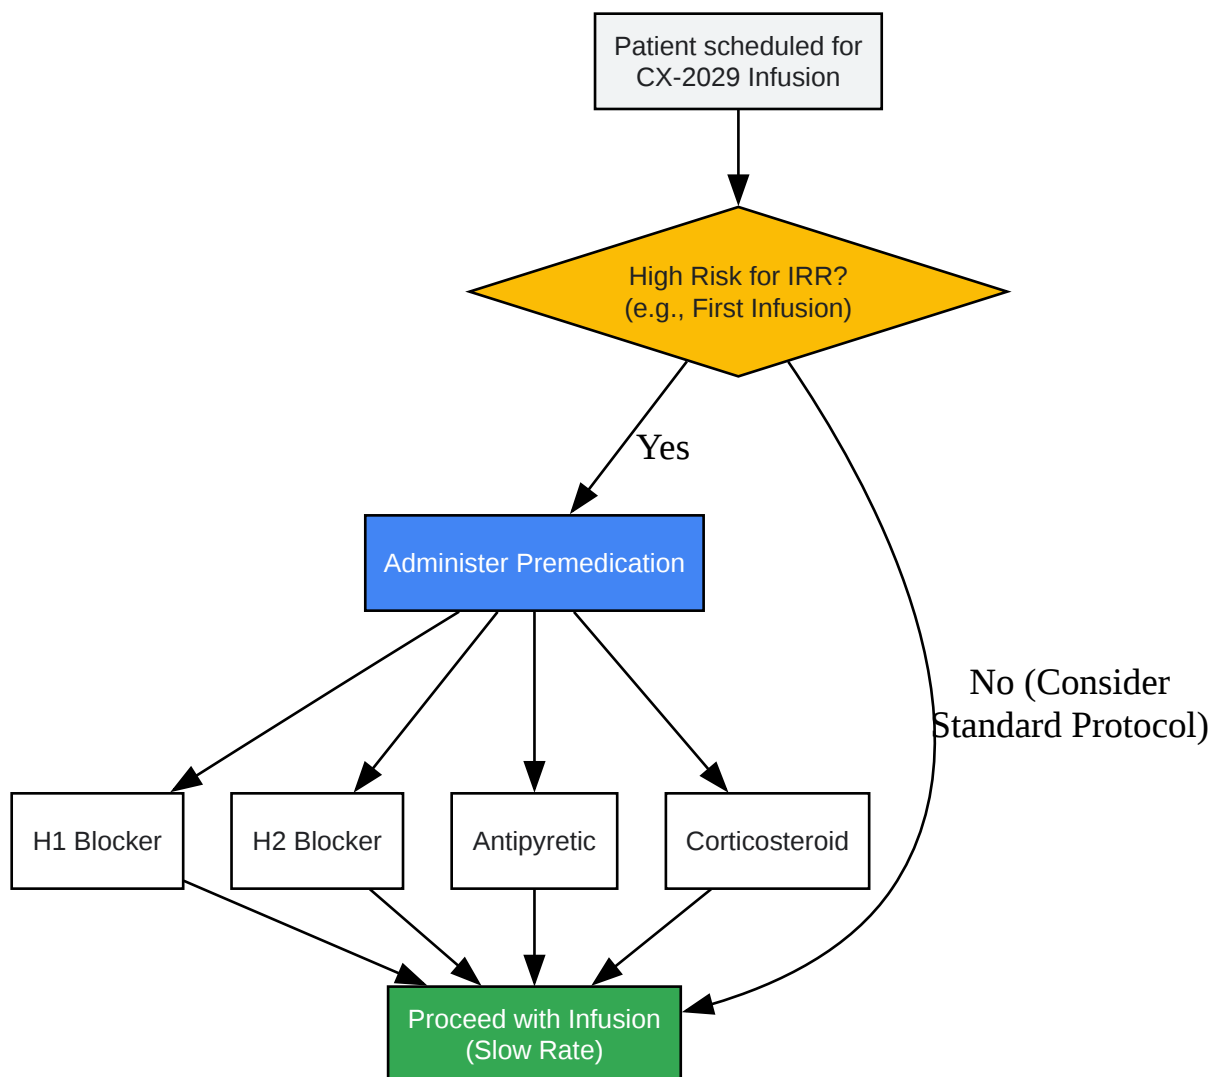 Patient scheduled for
CX-2029 Infusion
High Risk for IRR?
(e.g., First Infusion)
Yes
Administer Premedication
No (Consider
Standard Protocol)
H1 Blocker
H2 Blocker
Antipyretic
Corticosteroid
Proceed with Infusion
(Slow Rate)